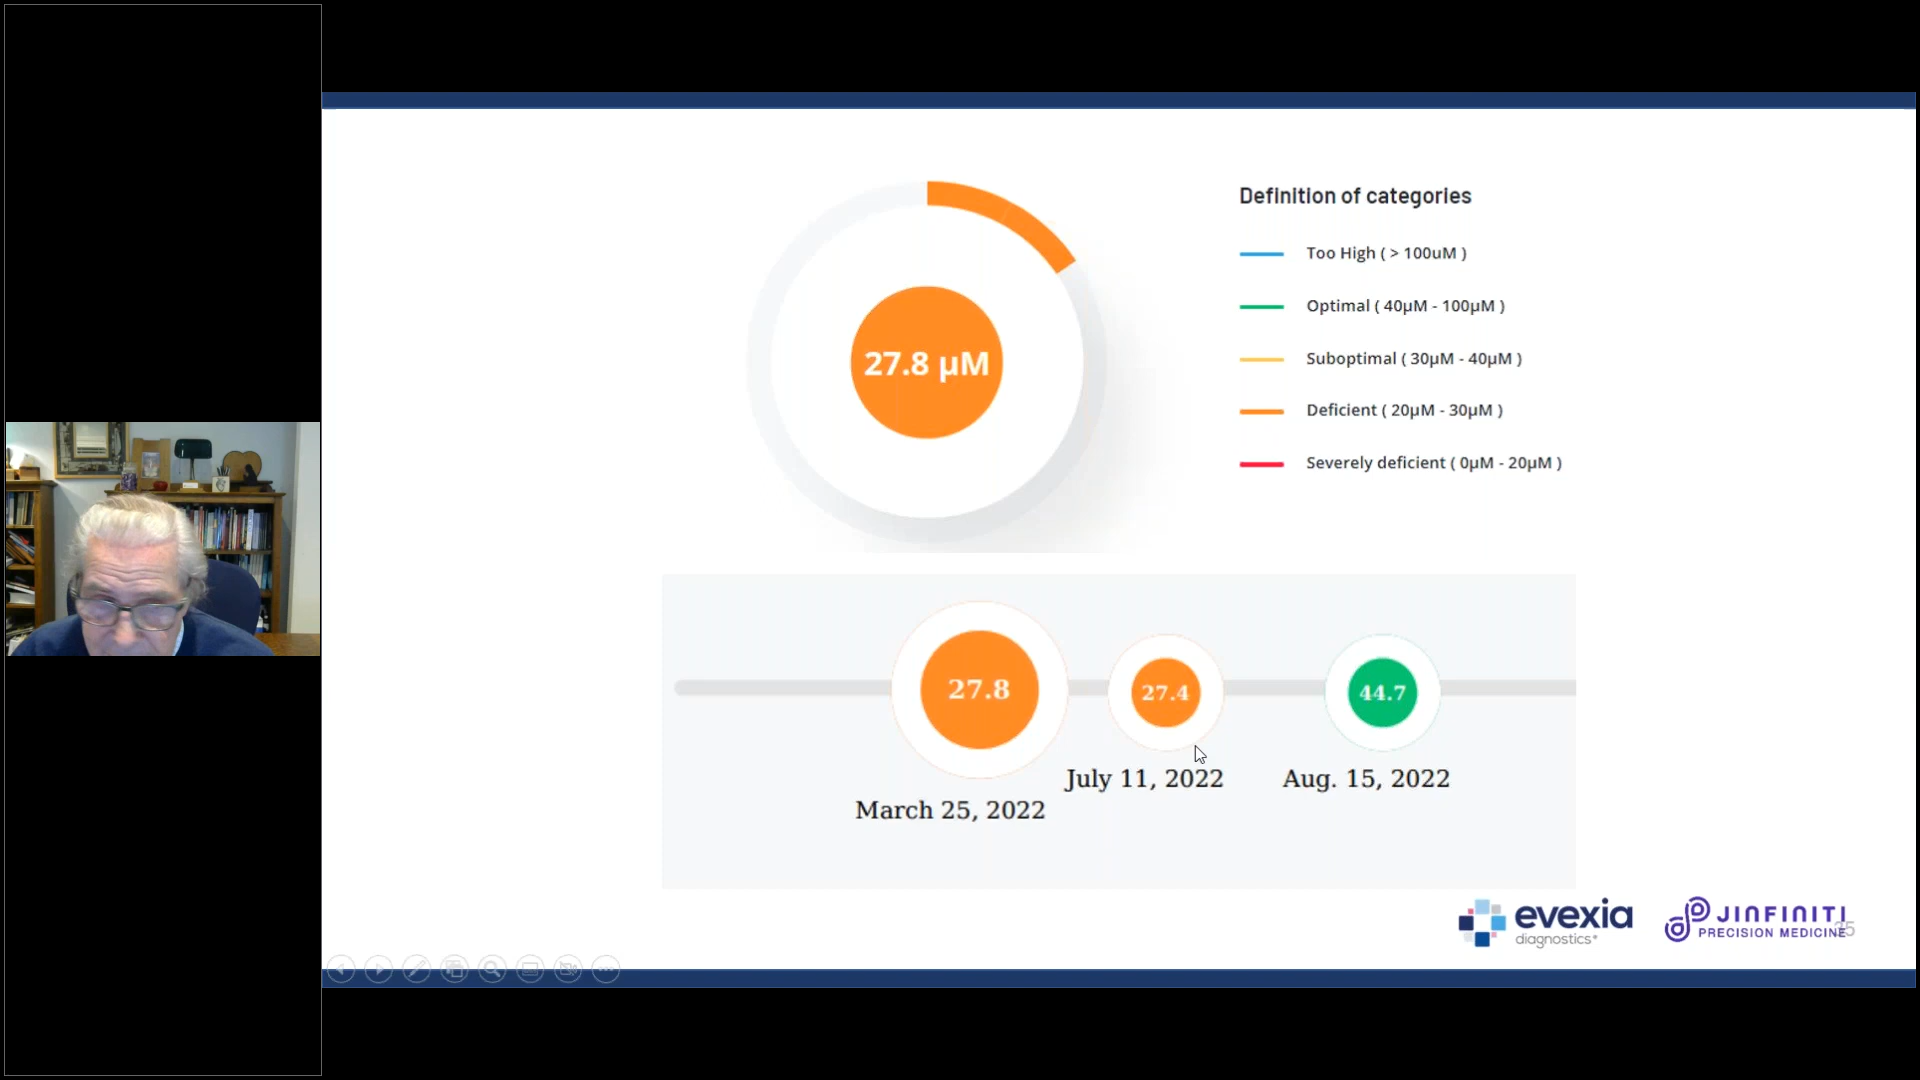 Definition of categories
Too High ( > 100uM )
Optimal ( 40µM - 100µM )
27.8 µM
Suboptimal ( 30µM - 40µM )
Deficient ( 20µM - 30µM )
Severely deficient ( 0µM - 20µM )
27.8
27.4
44.7
July 11, 2022
Aug. 15, 2022
March 25, 2022
evexia
diagnostics
JINFINITI
PRECISION MEDICINE
35